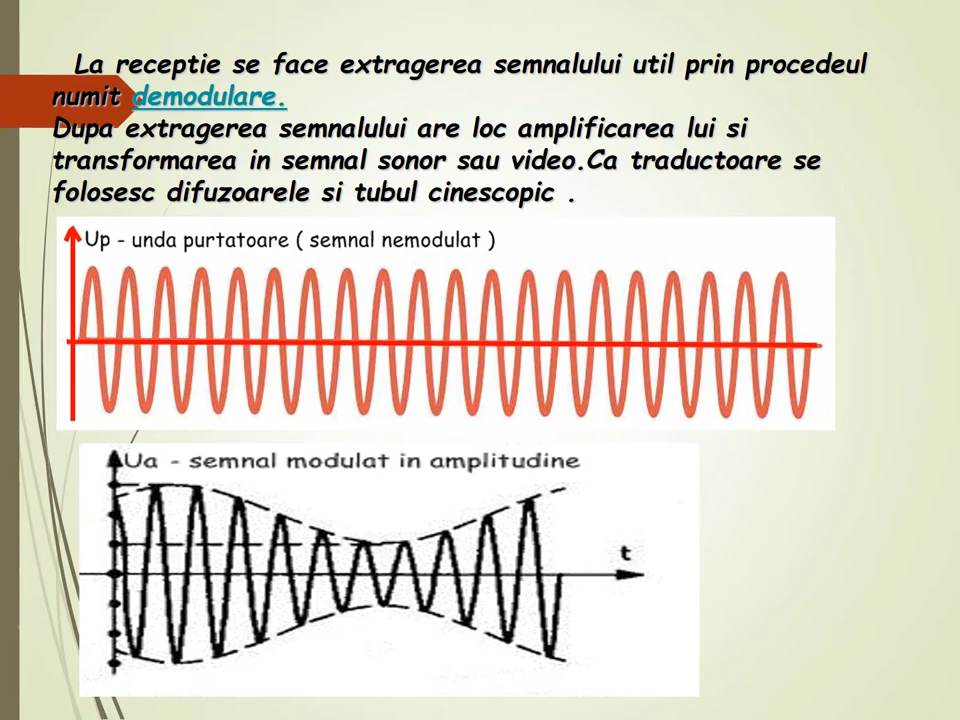 La receptie se face extragerea semnalului util prin procedeul
numit demodulare.
Dupa extragerea semnalului are loc amplificarea lui si
transformarea in semnal sonor sau video.Ca traductoare se
folosesc difuzoarele si tubul cinescopic .
Up - unda purtatoare ( semnal nemodulat )
Ua - semnal modulat in amplitudine
t